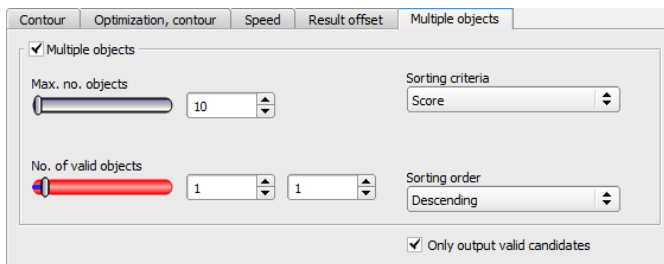 Contour Optimization, contour Speed Result offset Multiple objects
Multiple objects
Max. no. objects
10
Sorting criteria
Score
No. of valid objects
1 1
Sorting order
Descending
Only output valid candidates